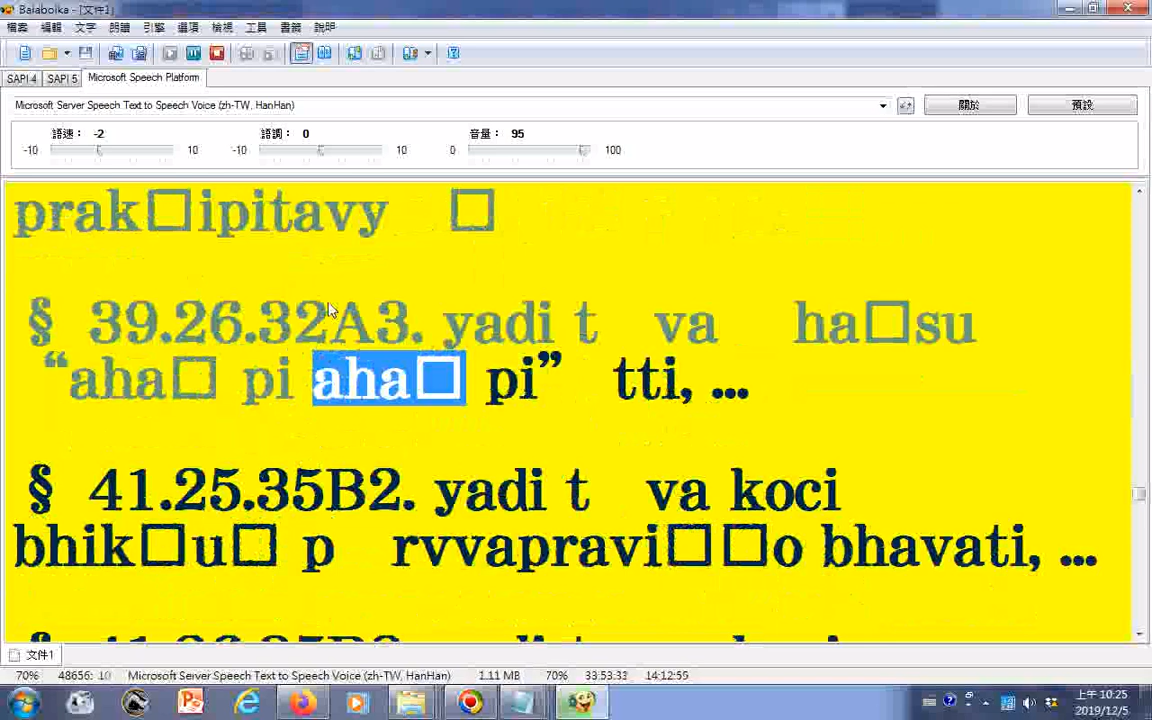 Balabolka - [文件1]
檔案 編輯 文字 朗讀 引擎 選項 檢視 工具 書籤 說明
SAPI 4 SAPI 5 Microsoft Speech Platform
Microsoft Server Speech Text to Speech Voice (zh-TW, HanHan) 關於 預設
語速: -2 語調: 0 音量: 95
-10 10 -10 10 0 100
prak□ipitavy □
§ 39.26.32A3. yadi t va ha□su
“aha□ pi aha□ pi” tti, ...
§ 41.25.35B2. yadi t va koci
bhik□u□ p rvvapravi□□o bhavati, ...
文件1
70% 48656: 10 Microsoft Server Speech Text to Speech Voice (zh-TW, HanHan) 1.11 MB 70% 33:53:33 14:12:55
上午 10:25
2019/12/5